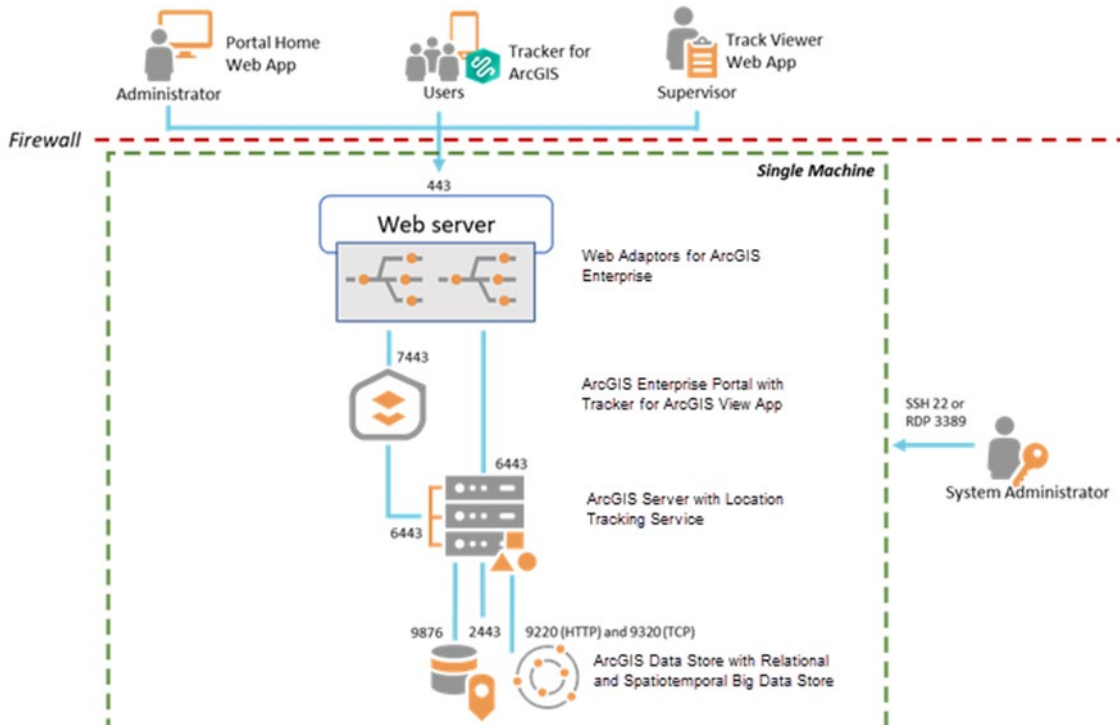 Portal Home
Web App
Administrator
Tracker for
ArcGIS
Users
Track Viewer
Web App
Supervisor
Firewall
Single Machine
443
Web server
Web Adaptors for ArcGIS
Enterprise
7443
ArcGIS Enterprise Portal with
Tracker for ArcGIS View App
SSH 22 or
RDP 3389
System Administrator
6443
ArcGIS Server with Location
Tracking Service
6443
9876
2443
9220 (HTTP) and 9320 (TCP)
ArcGIS Data Store with Relational
and Spatiotemporal Big Data Store